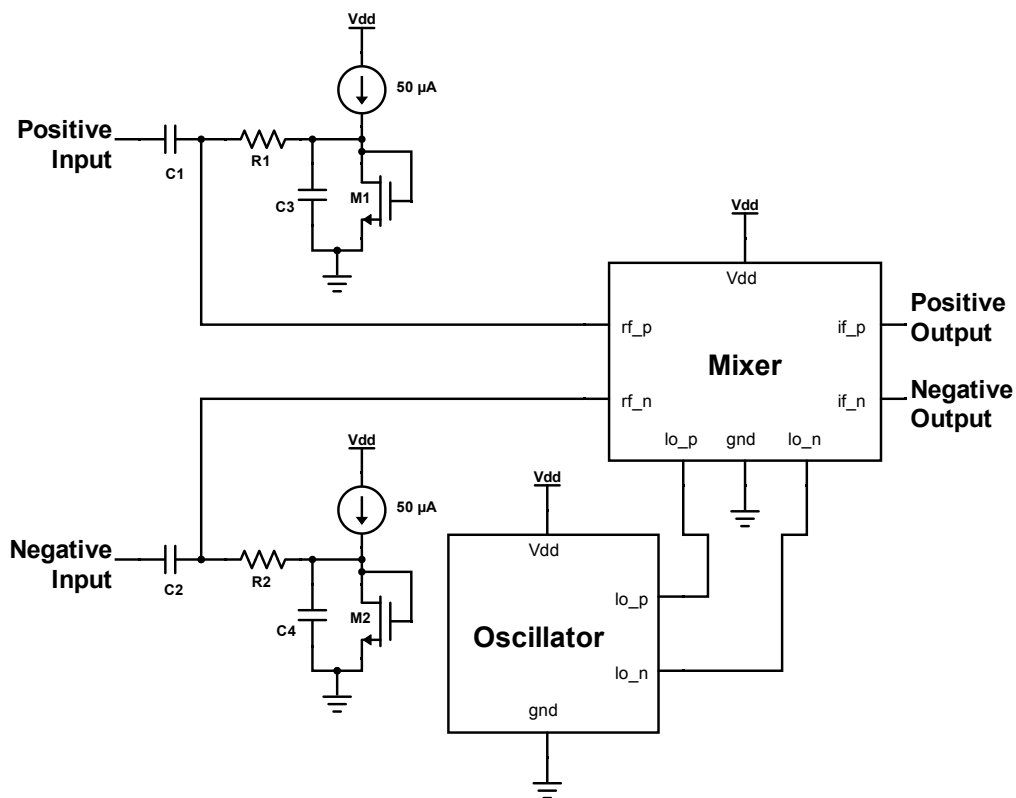 Vdd
50 µA
Positive
Input
C1
R1
C3
M1
Vdd
Vdd
rf_p
if_p
Positive
Output
Mixer
rf_n
if_n
Negative
Output
lo_p
gnd
lo_n
Vdd
50 µA
Vdd
Vdd
Negative
Input
C2
R2
C4
M2
lo_p
Oscillator
lo_n
gnd